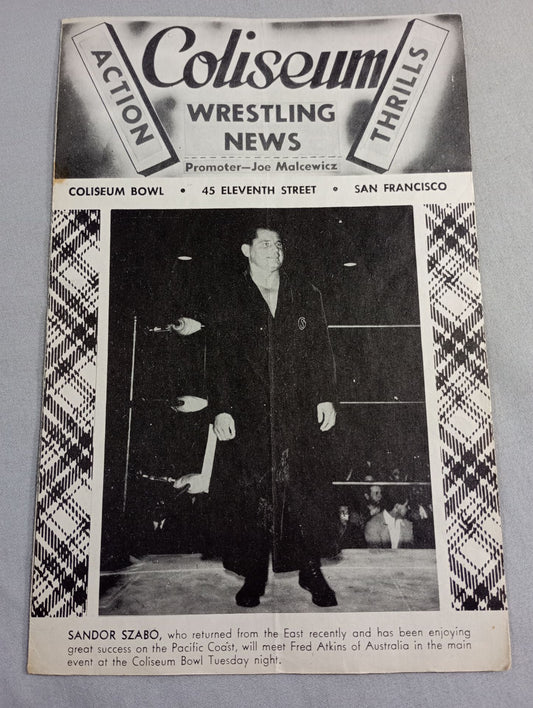 ACTION
Coliseum
THRILLS
WRESTLING
NEWS
Promoter—Joe Malcewicz
COLISEUM BOWL • 45 ELEVENTH STREET • SAN FRANCISCO
SANDOR SZABO, who returned from the East recently and has been enjoying
great success on the Pacific Coast, will meet Fred Atkins of Australia in the main
event at the Coliseum Bowl Tuesday night.